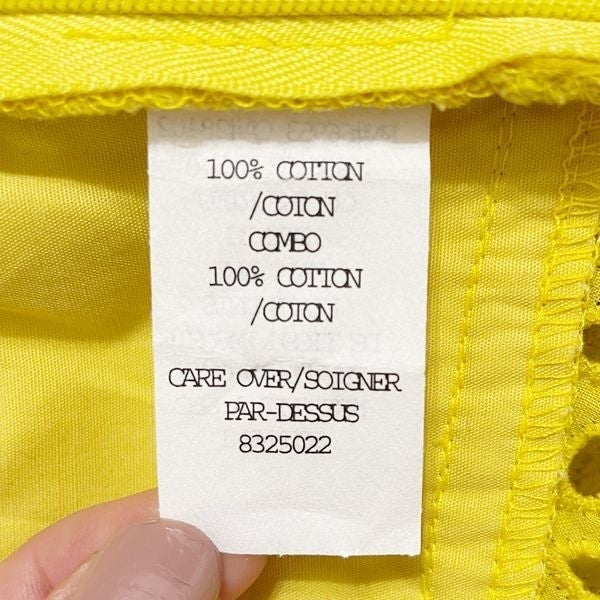 100% COTTON
/COTON
COMBO
100% COTTON
/COTON
CARE OVER/SOIGNER
PAR-DESSUS
8325022